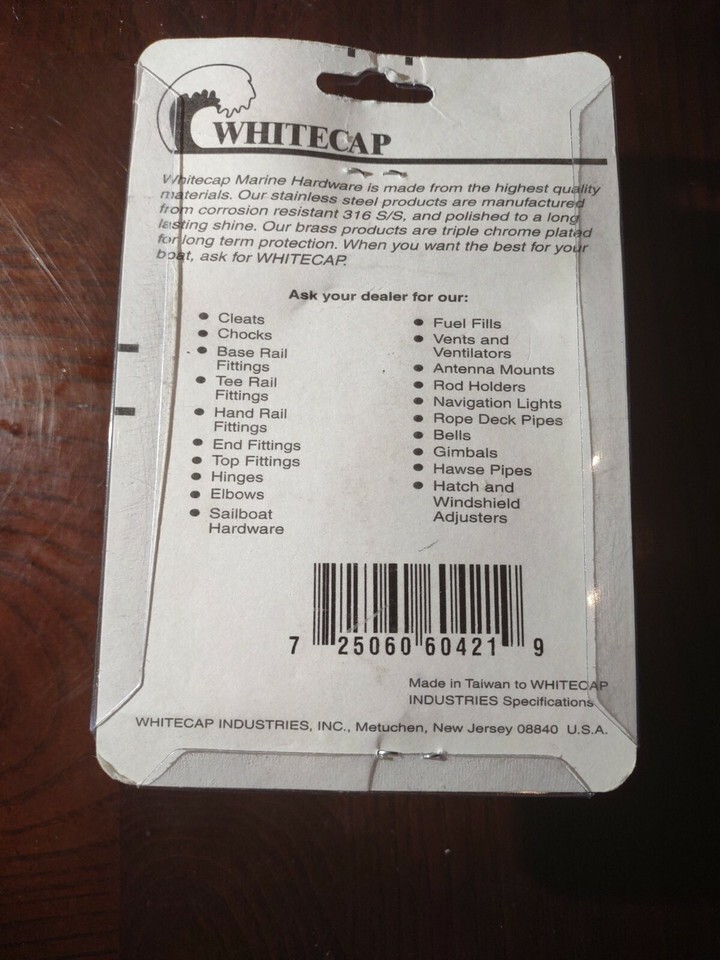 WHITECAP
Whitecap Marine Hardware is made from the highest quality
materials. Our stainless steel products are manufactured
from corrosion resistant 316 S/S, and polished to a long
lasting shine. Our brass products are triple chrome plated
for long term protection. When you want the best for your
boat, ask for WHITECAP.
Ask your dealer for our:
• Cleats
• Chocks
• Base Rail
Fittings
• Tee Rail
Fittings
• Hand Rail
Fittings
• End Fittings
• Top Fittings
• Hinges
• Elbows
• Sailboat
Hardware
• Fuel Fills
• Vents and
Ventilators
• Antenna Mounts
• Rod Holders
• Navigation Lights
• Rope Deck Pipes
• Bells
• Gimbals
• Hawse Pipes
• Hatch and
Windshield
Adjusters
7 25060 60421 9
Made in Taiwan to WHITECAP
INDUSTRIES Specifications
WHITECAP INDUSTRIES, INC., Metuchen, New Jersey 08840 U.S.A.